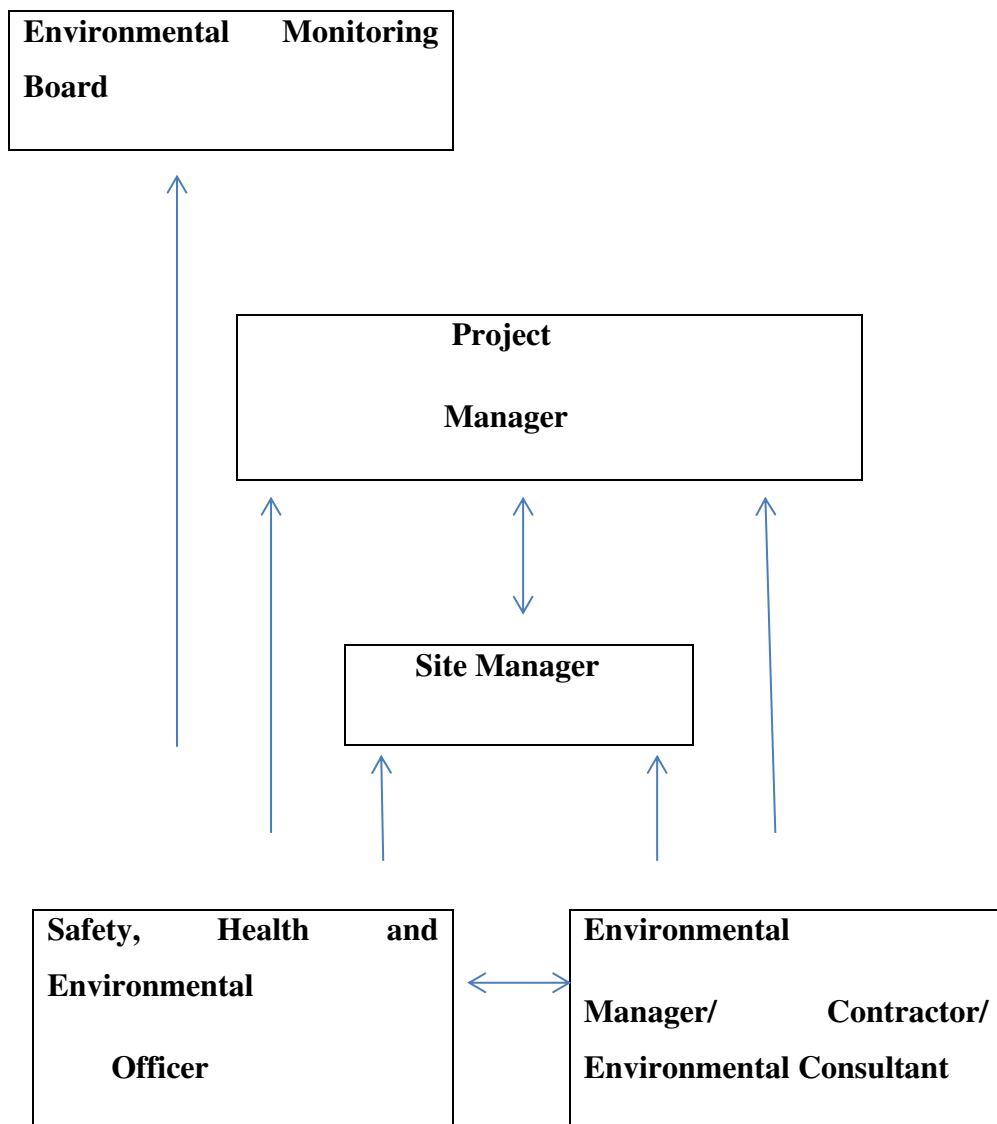 Environmental Monitoring
Board
Project
Manager
Site Manager
Safety, Health and
Environmental
Officer
Environmental
Manager/ Contractor/
Environmental Consultant